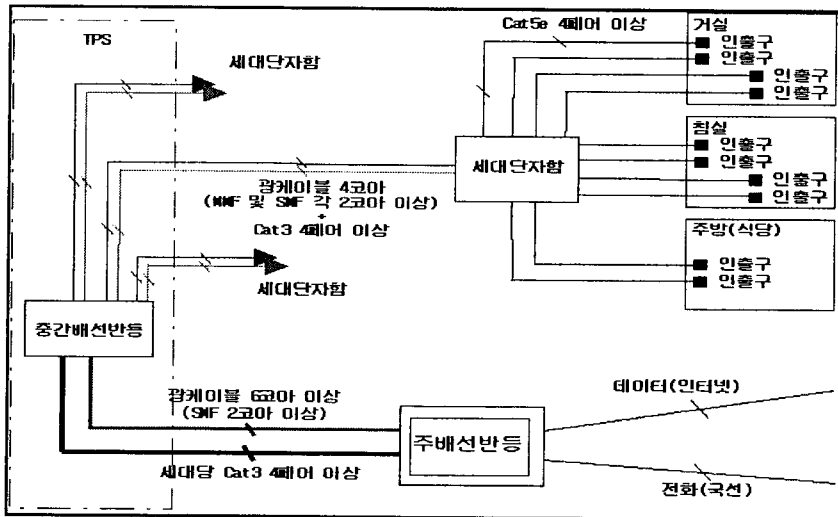 TPS
세대단자함
Cat5e 4페어 이상
거실
인출구
인출구
인출구
인출구
세대단자함
침실
인출구
인출구
인출구
인출구
광케이블 4코아
(MMF 및 SMF 각 2코아 이상)
+
Cat3 4페어 이상
세대단자함
주방(식당)
인출구
인출구
중간배선반등
광케이블 6코아 이상
(SMF 2코아 이상)
세대당 Cat3 4페어 이상
주배선반등
데이터(인터넷)
전화(국선)